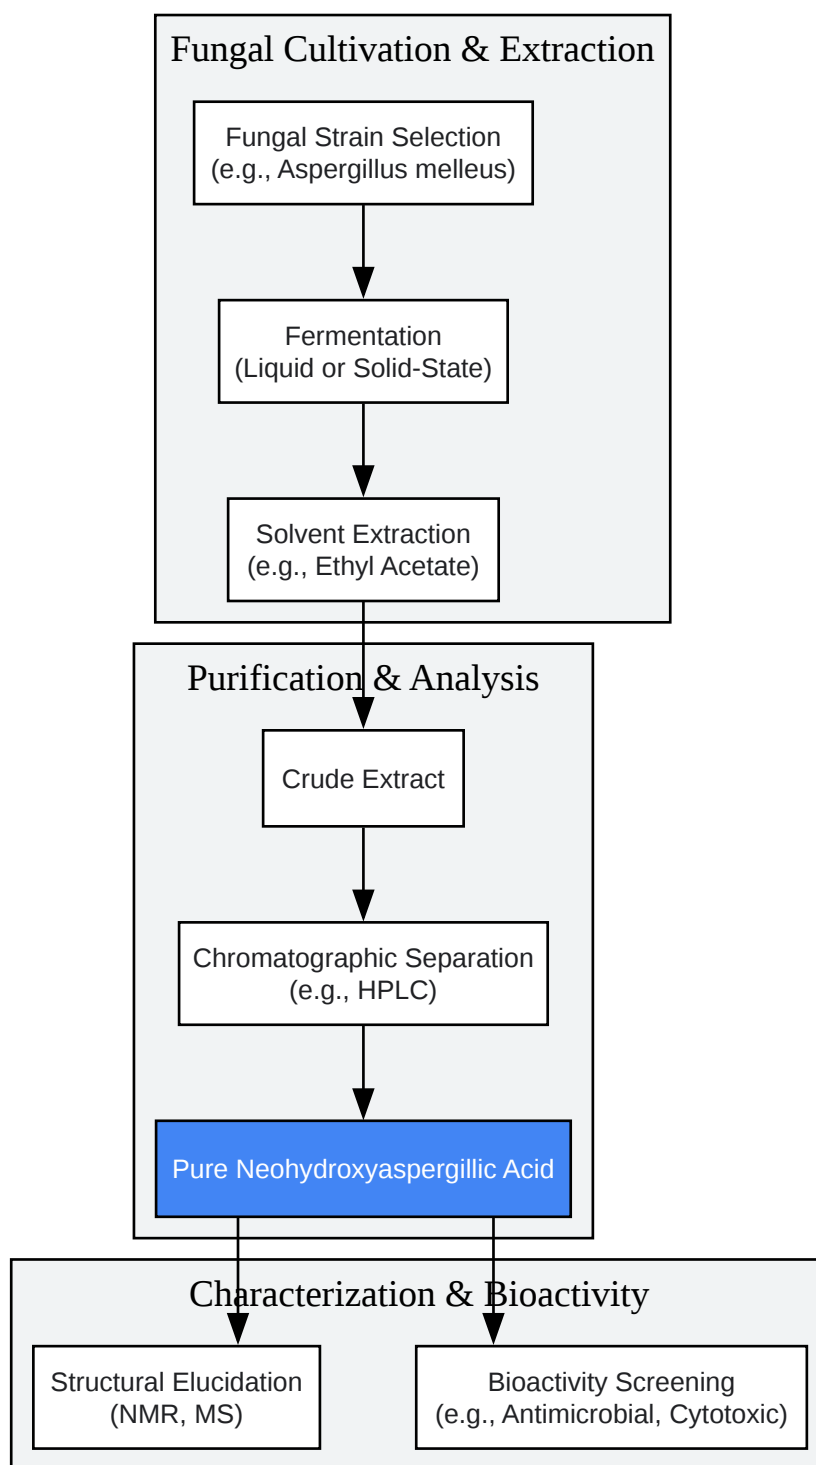 Fungal Cultivation & Extraction
Fungal Strain Selection
(e.g., Aspergillus melleus)
Fermentation
(Liquid or Solid-State)
Solvent Extraction
(e.g., Ethyl Acetate)
Purification & Analysis
Crude Extract
Chromatographic Separation
(e.g., HPLC)
Pure Neohydroxyaspergillic Acid
Characterization & Bioactivity
Structural Elucidation
(NMR, MS)
Bioactivity Screening
(e.g., Antimicrobial, Cytotoxic)